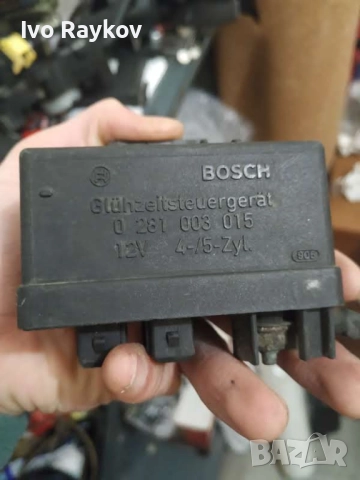 Ivo Raykov
BOSCH
Glühzeitsteuergerät
0 281 003 015
12V 4-/5-Zyl.
BAZAR